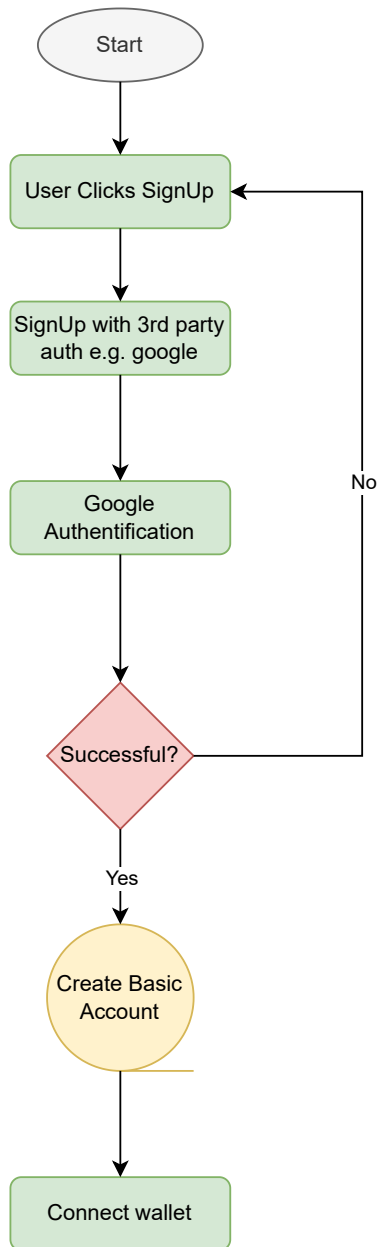 Start
User Clicks SignUp
SignUp with 3rd party
auth e.g. google
Google
Authentification
No
Successful?
Yes
Create Basic
Account
Connect wallet